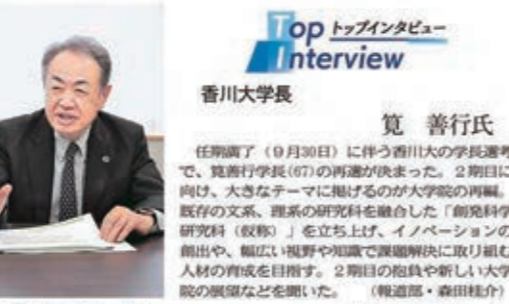 Top トップインタビュー
Interview
香川大学長
筧 善行氏
任期満了（9月30日）に伴う香川大の学長選考
で、筧善行学長(67)の再選が決まった。2期目に
向け、大きなテーマに掲げるのが大学院の再編。
既存の文系、理系の研究科を融合した「創発科学
研究科（仮称）」を立ち上げ、イノベーションの
創出や、幅広い視野や知識で課題解決に取り組む
人材の育成を目指す。2期目の抱負や新しい大学
院の展望などを聞いた。　（報道部・森田桂介）